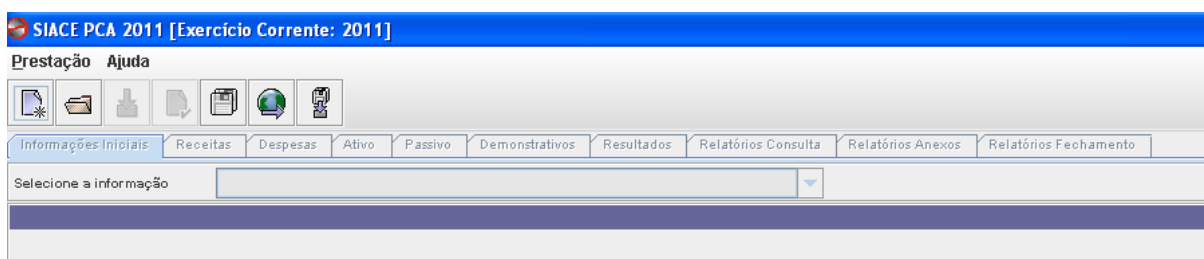 SIACE PCA 2011 [Exercício Corrente: 2011]
Prestação Ajuda
Informações Iniciais Receitas Despesas Ativo Passivo Demonstrativos Resultados Relatórios Consulta Relatórios Anexos Relatórios Fechamento
Selecione a informação